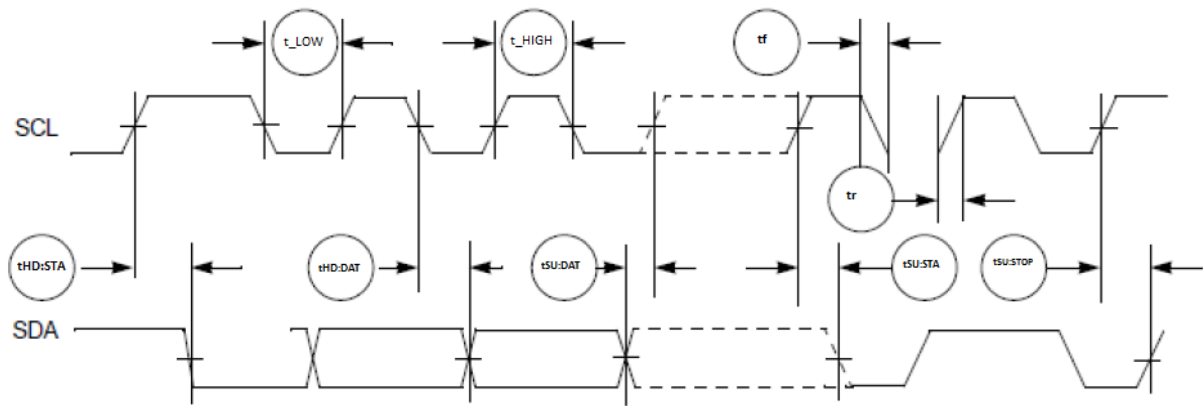 t_LOW
t_HIGH
tf
SCL
tr
tHD:STA
tHD:DAT
tSU:DAT
tSU:STA
tSU:STOP
SDA